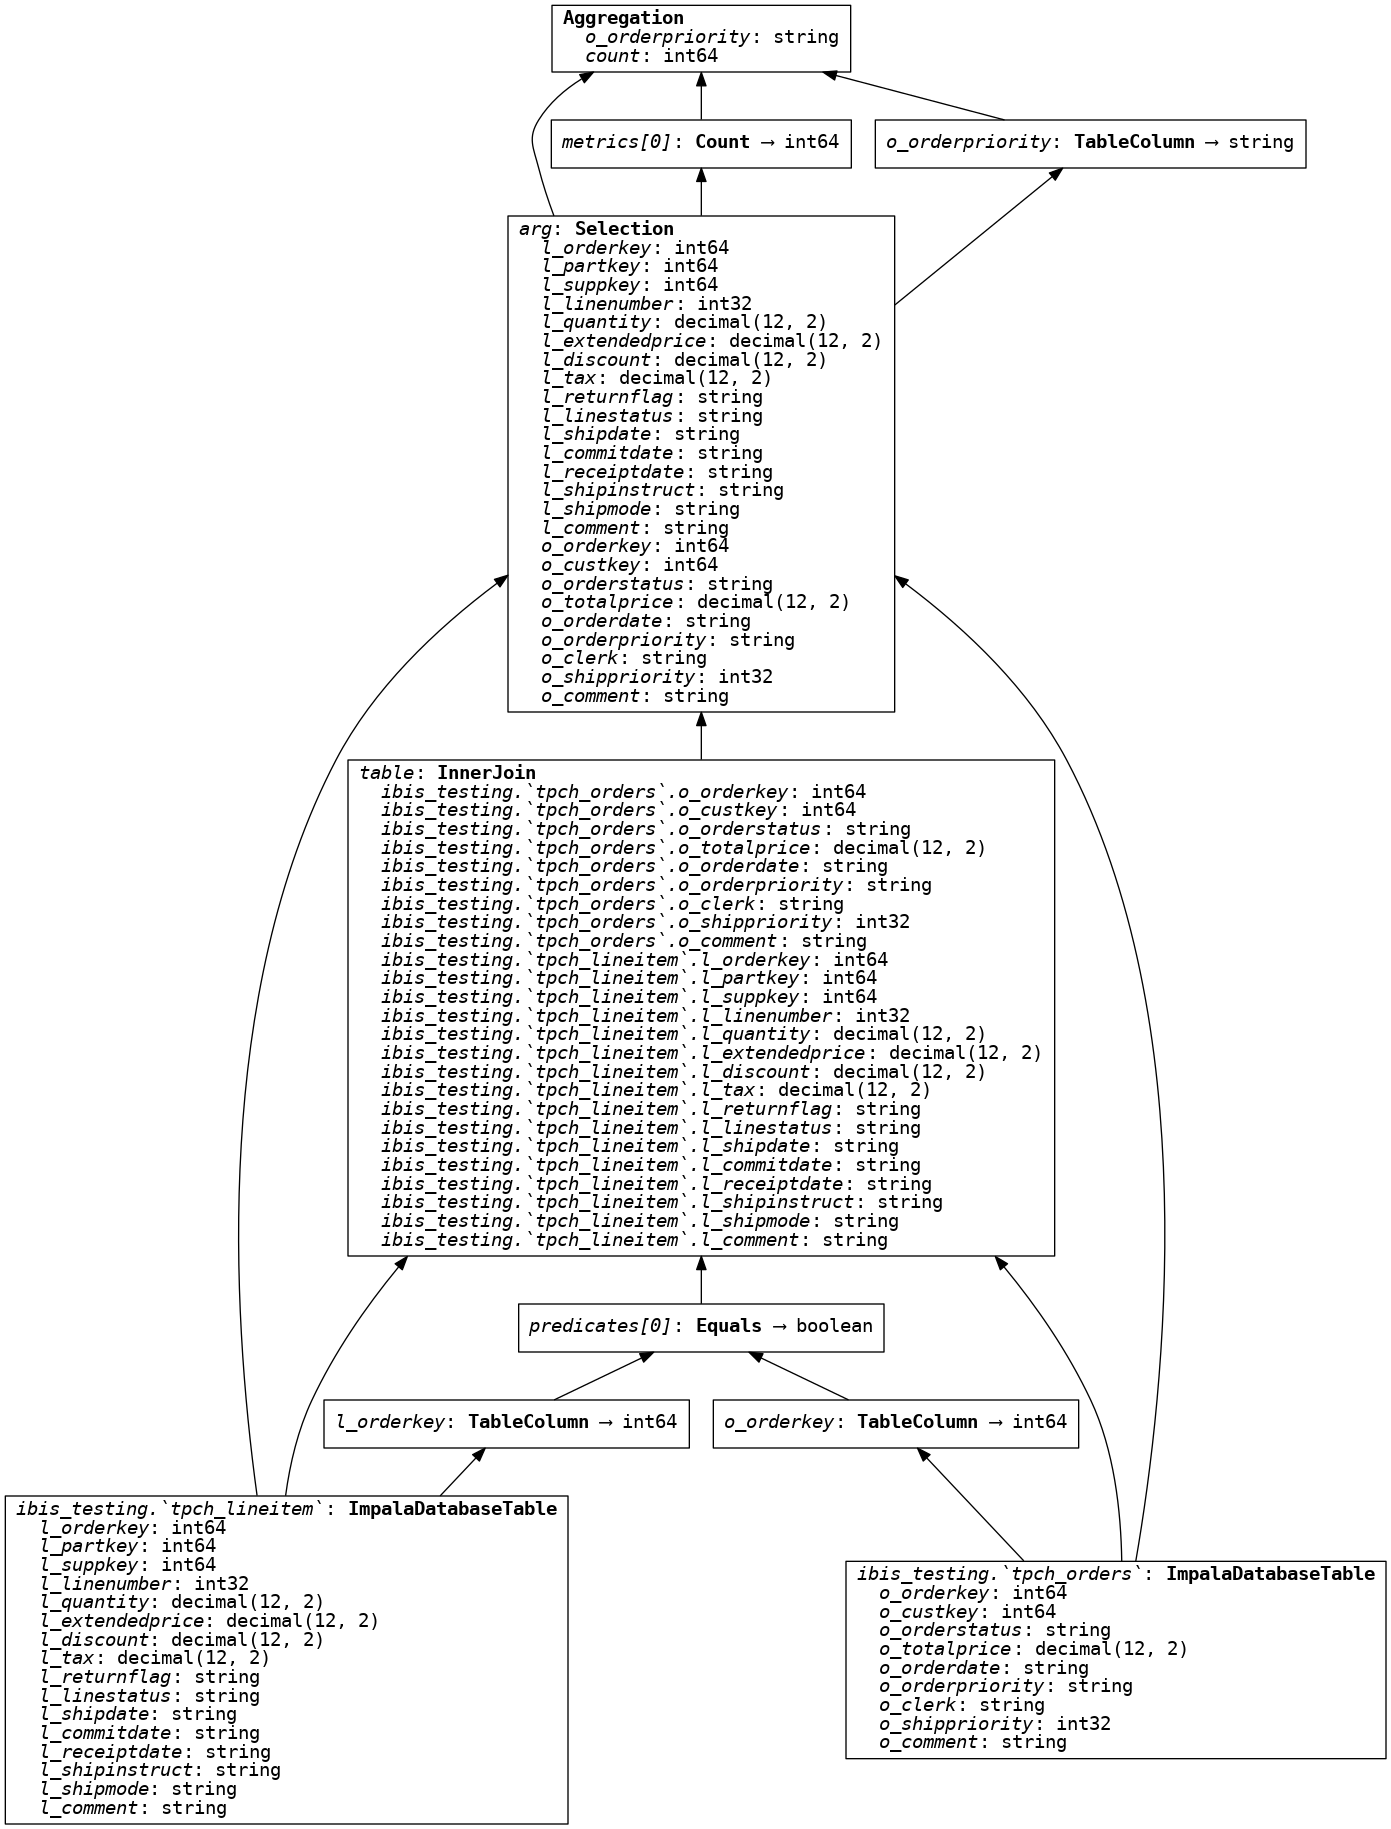 Aggregation
o_orderpriority: string
count: int64
metrics[0]: Count → int64
o_orderpriority: TableColumn → string
arg: Selection
l_orderkey: int64
l_partkey: int64
l_suppkey: int64
l_linenumber: int32
l_quantity: decimal(12, 2)
l_extendedprice: decimal(12, 2)
l_discount: decimal(12, 2)
l_tax: decimal(12, 2)
l_returnflag: string
l_linestatus: string
l_shipdate: string
l_commitdate: string
l_receiptdate: string
l_shipinstruct: string
l_shipmode: string
l_comment: string
o_orderkey: int64
o_custkey: int64
o_orderstatus: string
o_totalprice: decimal(12, 2)
o_orderdate: string
o_orderpriority: string
o_clerk: string
o_shippriority: int32
o_comment: string
table: InnerJoin
ibis_testing.`tpch_orders`.o_orderkey: int64
ibis_testing.`tpch_orders`.o_custkey: int64
ibis_testing.`tpch_orders`.o_orderstatus: string
ibis_testing.`tpch_orders`.o_totalprice: decimal(12, 2)
ibis_testing.`tpch_orders`.o_orderdate: string
ibis_testing.`tpch_orders`.o_orderpriority: string
ibis_testing.`tpch_orders`.o_clerk: string
ibis_testing.`tpch_orders`.o_shippriority: int32
ibis_testing.`tpch_orders`.o_comment: string
ibis_testing.`tpch_lineitem`.l_orderkey: int64
ibis_testing.`tpch_lineitem`.l_partkey: int64
ibis_testing.`tpch_lineitem`.l_suppkey: int64
ibis_testing.`tpch_lineitem`.l_linenumber: int32
ibis_testing.`tpch_lineitem`.l_quantity: decimal(12, 2)
ibis_testing.`tpch_lineitem`.l_extendedprice: decimal(12, 2)
ibis_testing.`tpch_lineitem`.l_discount: decimal(12, 2)
ibis_testing.`tpch_lineitem`.l_tax: decimal(12, 2)
ibis_testing.`tpch_lineitem`.l_returnflag: string
ibis_testing.`tpch_lineitem`.l_linestatus: string
ibis_testing.`tpch_lineitem`.l_shipdate: string
ibis_testing.`tpch_lineitem`.l_commitdate: string
ibis_testing.`tpch_lineitem`.l_receiptdate: string
ibis_testing.`tpch_lineitem`.l_shipinstruct: string
ibis_testing.`tpch_lineitem`.l_shipmode: string
ibis_testing.`tpch_lineitem`.l_comment: string
predicates[0]: Equals → boolean
l_orderkey: TableColumn → int64
o_orderkey: TableColumn → int64
ibis_testing.`tpch_lineitem`: ImpalaDatabaseTable
l_orderkey: int64
l_partkey: int64
l_suppkey: int64
l_linenumber: int32
l_quantity: decimal(12, 2)
l_extendedprice: decimal(12, 2)
l_discount: decimal(12, 2)
l_tax: decimal(12, 2)
l_returnflag: string
l_linestatus: string
l_shipdate: string
l_commitdate: string
l_receiptdate: string
l_shipinstruct: string
l_shipmode: string
l_comment: string
ibis_testing.`tpch_orders`: ImpalaDatabaseTable
o_orderkey: int64
o_custkey: int64
o_orderstatus: string
o_totalprice: decimal(12, 2)
o_orderdate: string
o_orderpriority: string
o_clerk: string
o_shippriority: int32
o_comment: string